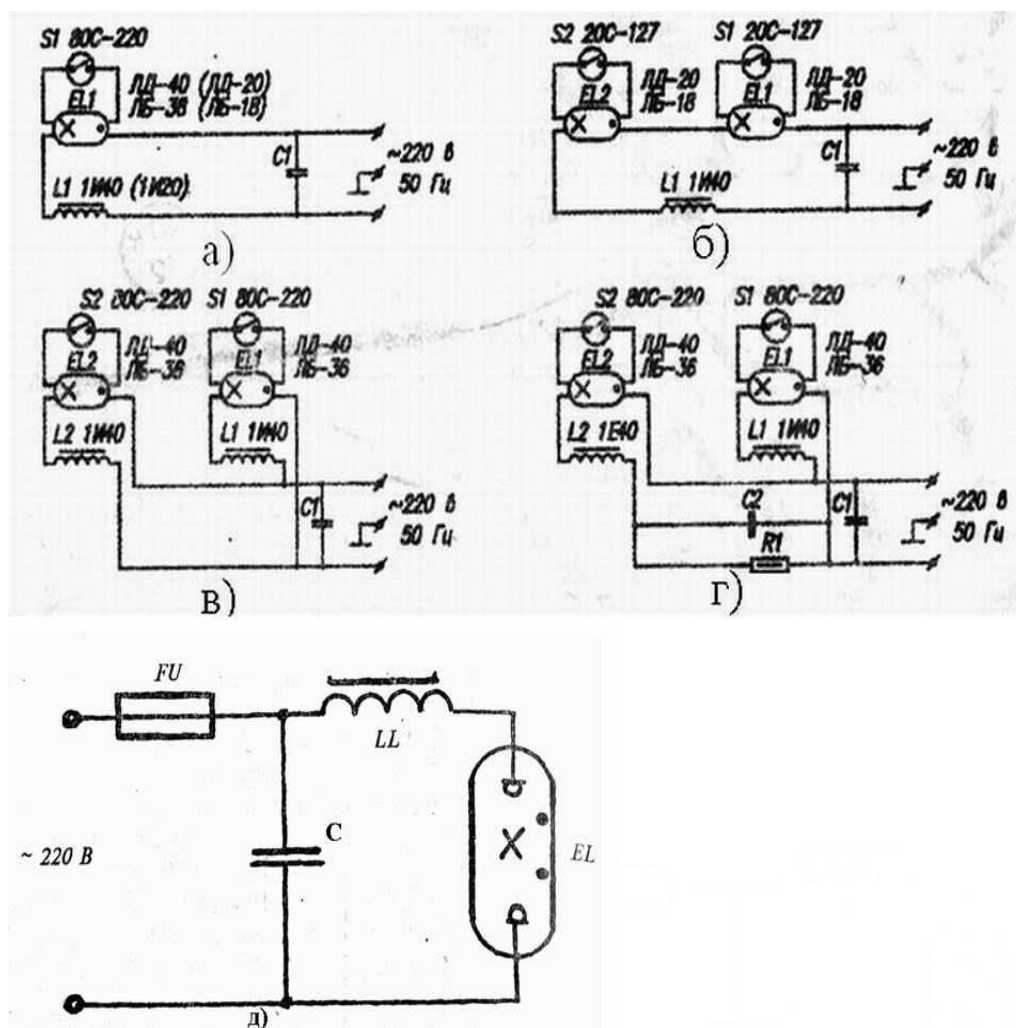 S1 80С-220
ЛД-40 (ЛД-20)
EL1
ЛБ-36 (ЛБ-18)
C1
~220 В
50 Гц
L1 1И40 (1И20)
а)
S2 20С-127 S1 20С-127
ЛД-20 ЛД-20
EL2 EL1
ЛБ-18 ЛБ-18
C1
~220 В
50 Гц
L1 1И40
б)
S2 80С-220 S1 80С-220
ЛД-40 ЛД-40
EL2 EL1
ЛБ-36 ЛБ-36
L2 1И40 L1 1И40
C1
~220 В
50 Гц
в)
S2 80С-220 S1 80С-220
ЛД-40 ЛД-40
EL2 EL1
ЛБ-36 ЛБ-36
L2 1Е40 L1 1И40
C2 C1
~220 В
50 Гц
R1
г)
FU
LL
C
~ 220 В
EL
д)